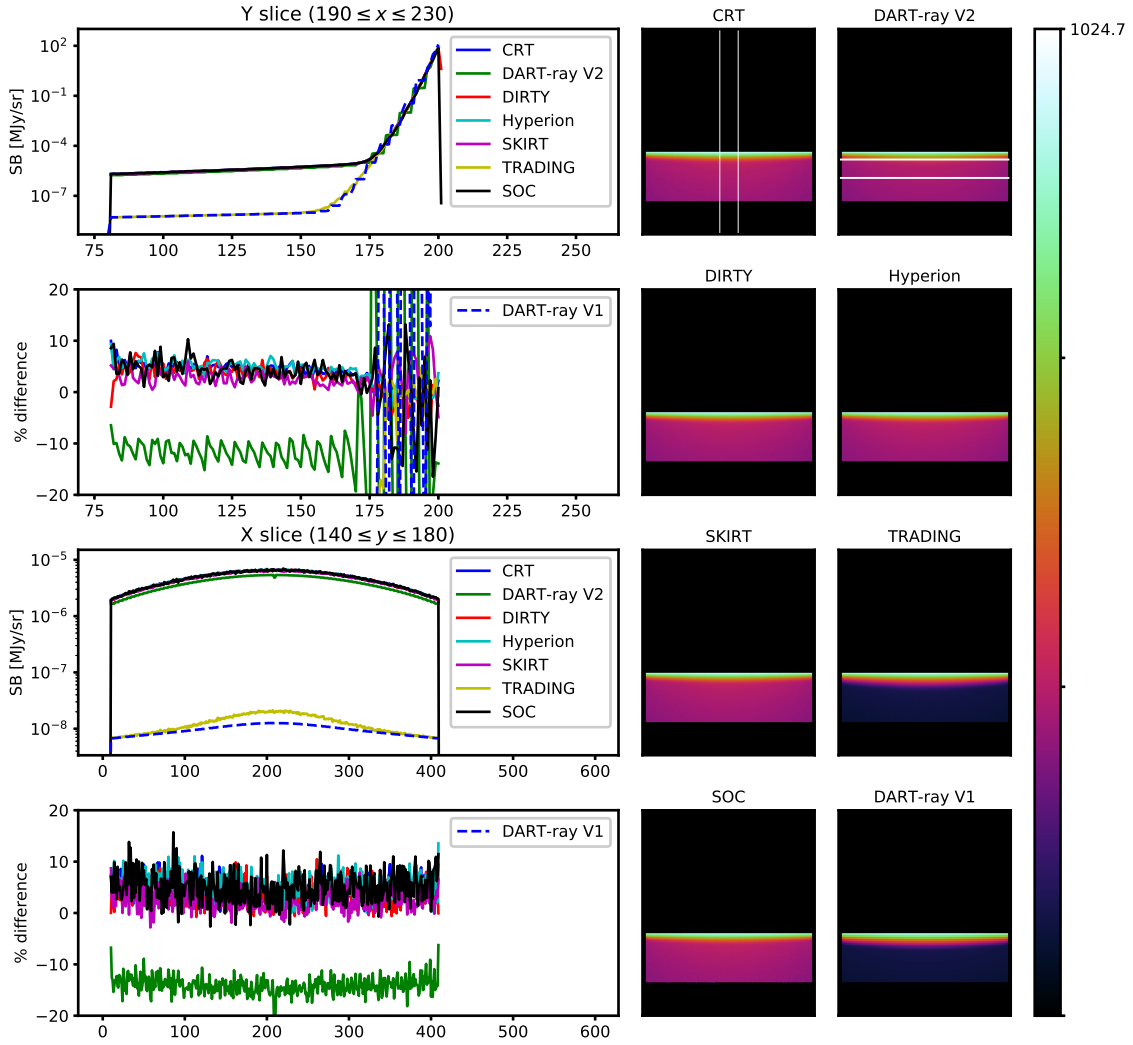 Y slice (190 ≤ x ≤ 230)
SB [MJy/sr]
10²
10⁻¹
10⁻⁴
10⁻⁷
75 100 125 150 175 200 225 250
CRT
DART-ray V2
DIRTY
Hyperion
SKIRT
TRADING
SOC
% difference
20
10
0
−10
−20
75 100 125 150 175 200 225 250
DART-ray V1
X slice (140 ≤ y ≤ 180)
SB [MJy/sr]
10⁻⁵
10⁻⁶
10⁻⁷
10⁻⁸
0 100 200 300 400 500 600
CRT
DART-ray V2
DIRTY
Hyperion
SKIRT
TRADING
SOC
% difference
20
10
0
−10
−20
0 100 200 300 400 500 600
DART-ray V1
CRT
DART-ray V2
DIRTY
Hyperion
SKIRT
TRADING
SOC
DART-ray V1
1024.7